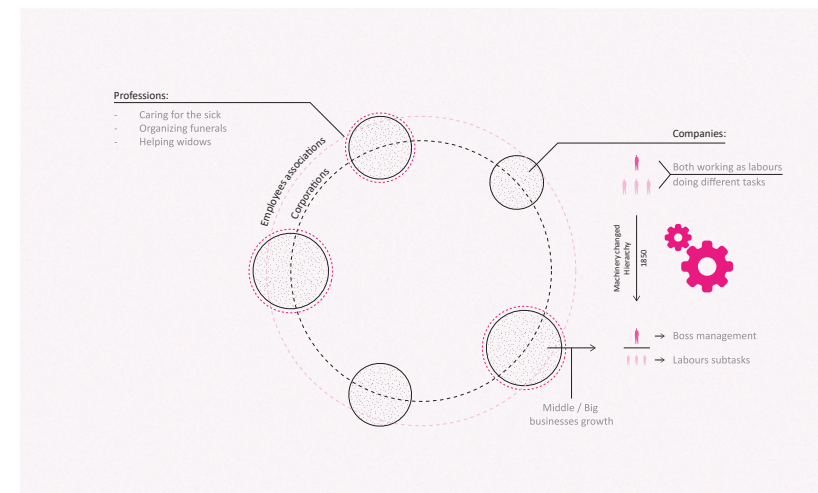 Professions:
- Caring for the sick
- Organizing funerals
- Helping widows
Employees associations
Corporations
Companies:
Both working as labours
doing different tasks
Machinery changed
Hierarchy
1850
Boss management
Labours subtasks
Middle / Big
businesses growth